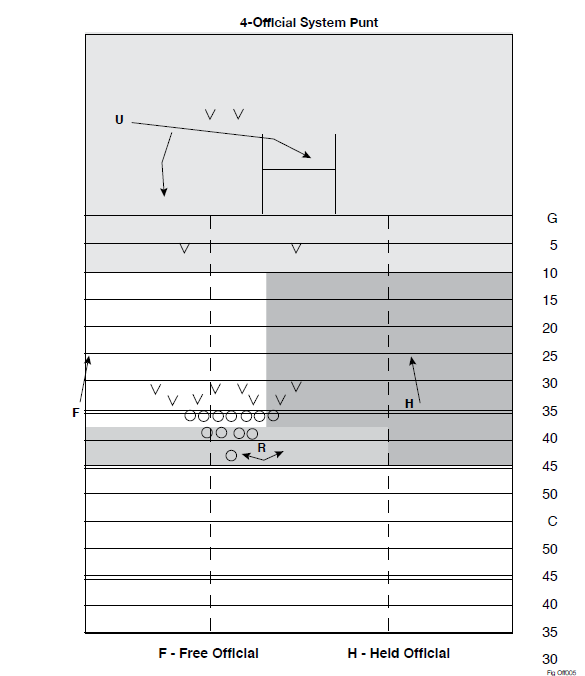 4-Official System Punt
U
G
5
10
15
20
25
30
F
H
35
40
R
45
50
C
50
45
40
35
F - Free Official
H - Held Official
30
Fig Off005